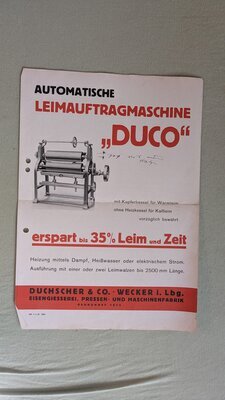 AUTOMATISCHE
LEIMAUFTRAGMASCHINE
„DUCO“
mit Kupferkessel für Warmleim
ohne Heizkessel für Kaltleim
vorzüglich bewährt
erspart bis 35% Leim und Zeit
Heizung mittels Dampf, Heißwasser oder elektrischem Strom.
Ausführung mit einer oder zwei Leimwalzen bis 2500 mm Länge.
DUCHSCHER & CO. - WECKER i. Lbg.
EISENGIESSEREI, PRESSEN- UND MASCHINENFABRIK